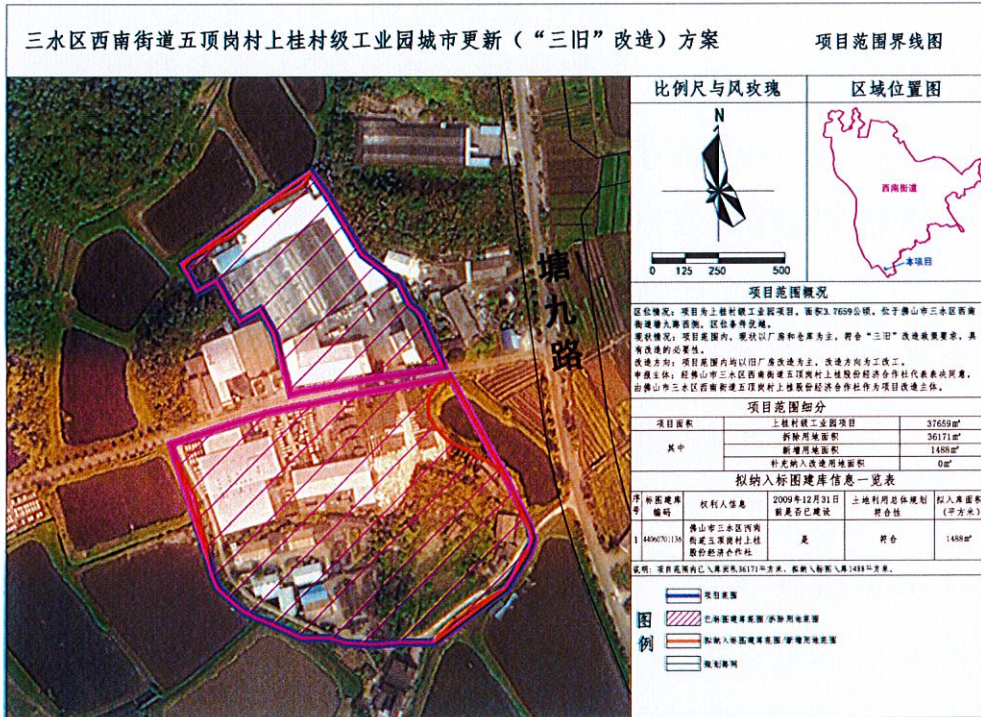 三水区西南街道五顶岗村上桂村级工业园城市更新（“三旧”改造）方案
项目范围界线图
塘九路
比例尺与风玫瑰
区域位置图
N
0 125 250 500
西南街道
本项目
项目范围概况
区位情况：项目为上桂村级工业园项目，面积3.7659公顷，位于佛山市三水区西南
街道塘九路西侧，区位条件优越。
现状情况：项目范围内，现状以厂房和仓库为主，符合“三旧”改造政策要求，具
有改造的必要性。
改造方向：项目范围内均以旧厂房改造为主，改造方向为工改工。
申报主体：经佛山市三水区西南街道五顶岗村上桂股份经济合作社代表表决同意，
由佛山市三水区西南街道五顶岗村上桂股份经济合作社作为项目改造主体。
项目范围细分
项目面积 上桂村级工业园项目 37659㎡
其中 拆除用地面积 36171㎡
新增用地面积 1488㎡
补充纳入改造用地面积 0㎡
拟纳入标图建库信息一览表
序号 标图建库编码 权利人信息 2009年12月31日前是否已建设 土地利用总体规划符合性 拟入库面积(平方米)
1 44060701136 佛山市三水区西南街道五顶岗村上桂股份经济合作社 是 符合 1488㎡
说明：项目范围内已入库面积36171平方米，拟纳入标图入库1488平方米。
图例
项目范围
已标图建库范围/拆除用地范围
拟纳入标图建库范围/新增用地范围
规划路网